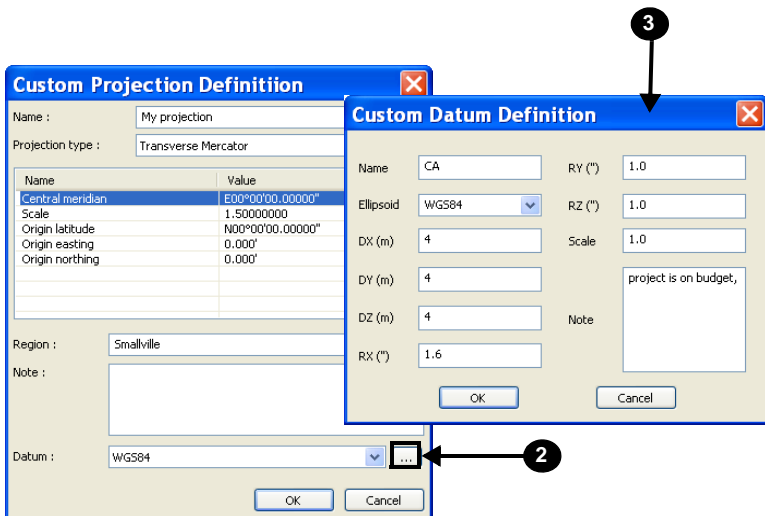 3
Custom Projection Definitiion
Name : My projection
Projection type : Transverse Mercator
Name Value
Central meridian E00°00'00.00000"
Scale 1.50000000
Origin latitude N00°00'00.00000"
Origin easting 0.000'
Origin northing 0.000'
Region : Smallville
Note :
Datum : WGS84 ...
OK Cancel
2
Custom Datum Definition
Name CA RY (") 1.0
Ellipsoid WGS84 RZ (") 1.0
DX (m) 4 Scale 1.0
DY (m) 4 project is on budget,
DZ (m) 4 Note
RX (") 1.6
OK Cancel